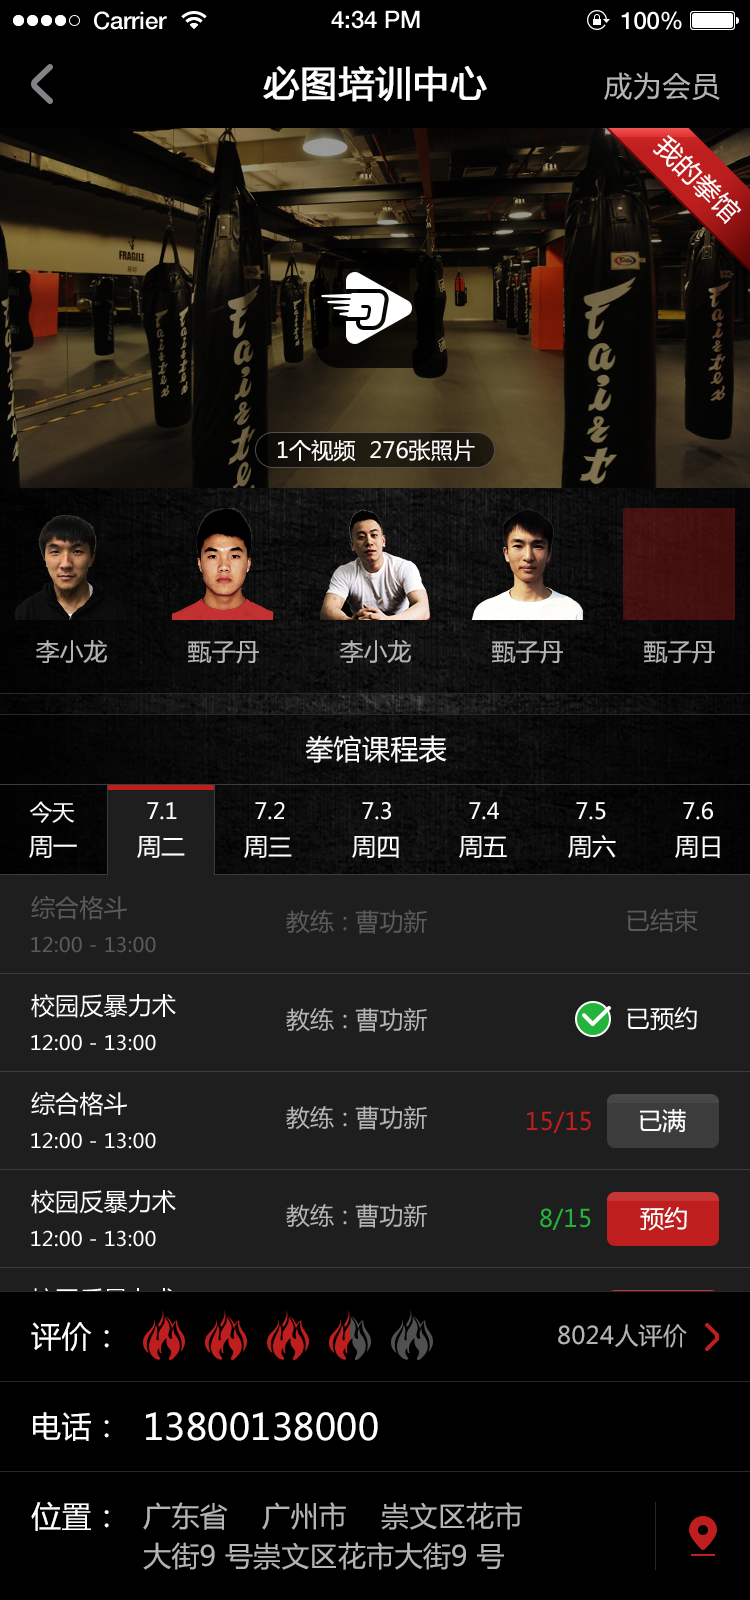 Carrier 4:34 PM 100%
必图培训中心 成为会员
我的拳馆
FRAGILE
Fairtex
Fairtex
Fairtex
Fairtex
Fairtex
1个视频 276张照片
李小龙 甄子丹 李小龙 甄子丹 甄子丹
拳馆课程表
今天 7.1 7.2 7.3 7.4 7.5 7.6
周一 周二 周三 周四 周五 周六 周日
综合格斗
12:00 - 13:00
教练：曹功新 已结束
校园反暴力术
12:00 - 13:00
教练：曹功新 已预约
综合格斗
12:00 - 13:00
教练：曹功新 15/15 已满
校园反暴力术
12:00 - 13:00
教练：曹功新 8/15 预约
评价： 8024人评价
电话： 13800138000
位置： 广东省 广州市 崇文区花市
大街9 号崇文区花市大街9 号